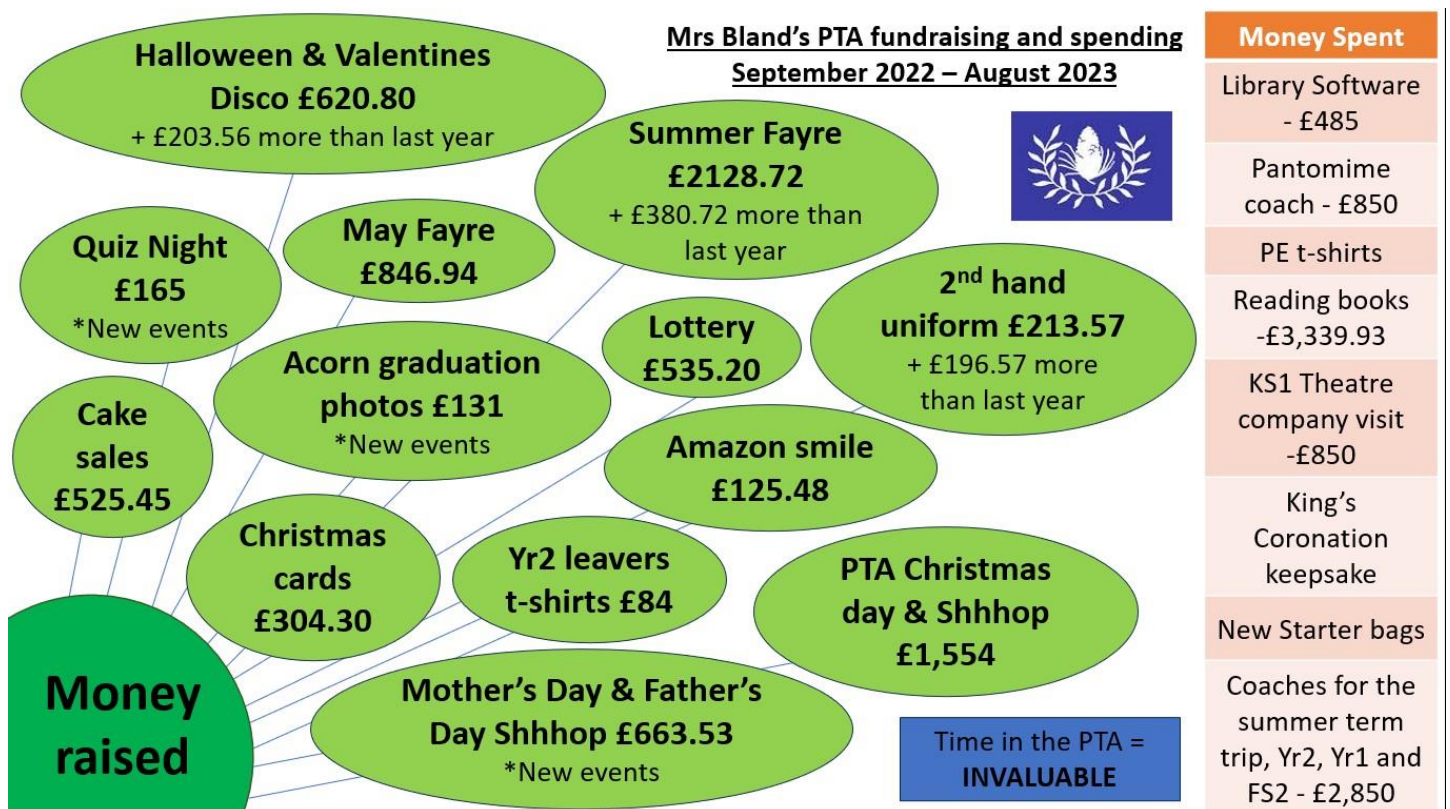 Mrs Bland's PTA fundraising and spending
September 2022 – August 2023
Halloween & Valentines
Disco £620.80
+ £203.56 more than last year
Summer Fayre
£2128.72
+ £380.72 more than
last year
Quiz Night
£165
*New events
May Fayre
£846.94
2nd hand
uniform £213.57
+ £196.57 more
than last year
Lottery
£535.20
Acorn graduation
photos £131
*New events
Cake
sales
£525.45
Amazon smile
£125.48
Christmas
cards
£304.30
Yr2 leavers
t-shirts £84
PTA Christmas
day & Shhhop
£1,554
Mother's Day & Father's
Day Shhhop £663.53
*New events
Money
raised
Time in the PTA =
INVALUABLE
Money Spent
Library Software
- £485
Pantomime
coach - £850
PE t-shirts
Reading books
-£3,339.93
KS1 Theatre
company visit
-£850
King's
Coronation
keepsake
New Starter bags
Coaches for the
summer term
trip, Yr2, Yr1 and
FS2 - £2,850